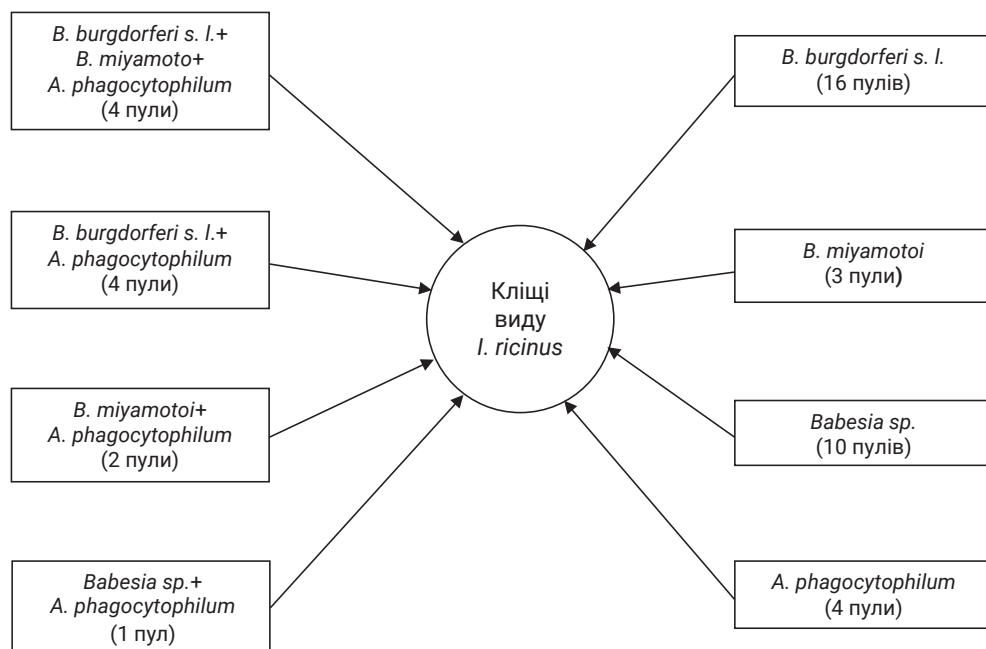 B. burgdorferi s. l.+
B. miyamoto+
A. phagocytophilum
(4 пули)
B. burgdorferi s. l.+
A. phagocytophilum
(4 пули)
B. miyamotoi+
A. phagocytophilum
(2 пули)
Babesia sp.+
A. phagocytophilum
(1 пул)
Кліщі
виду
I. ricinus
B. burgdorferi s. l.
(16 пулів)
B. miyamotoi
(3 пули)
Babesia sp.
(10 пулів)
A. phagocytophilum
(4 пули)